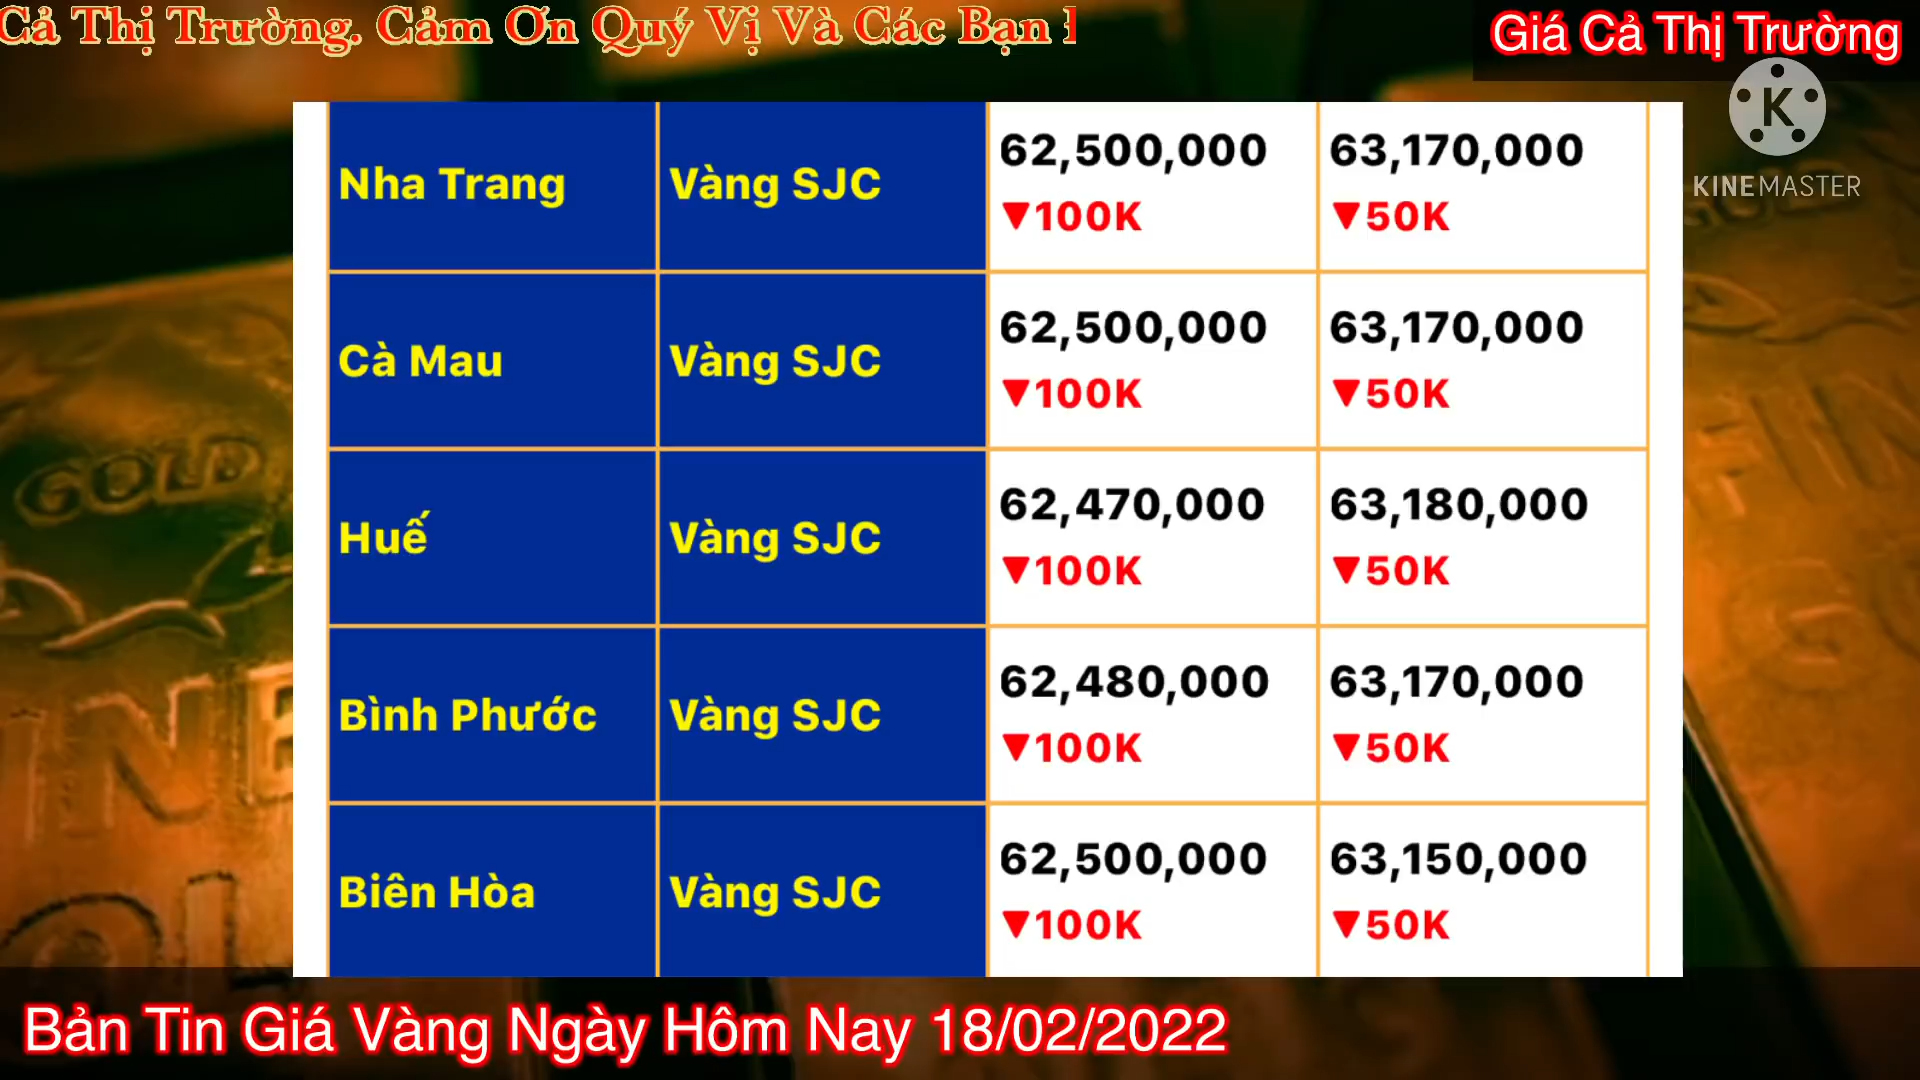 Cả Thị Trường. Cảm Ơn Quý Vị Và Các Bạn
Giá Cả Thị Trường
K
KINEMASTER
Nha Trang Vàng SJC 62,500,000 63,170,000
▼100K ▼50K
Cà Mau Vàng SJC 62,500,000 63,170,000
▼100K ▼50K
Huế Vàng SJC 62,470,000 63,180,000
▼100K ▼50K
Bình Phước Vàng SJC 62,480,000 63,170,000
▼100K ▼50K
Biên Hòa Vàng SJC 62,500,000 63,150,000
▼100K ▼50K
GOLD
Bản Tin Giá Vàng Ngày Hôm Nay 18/02/2022